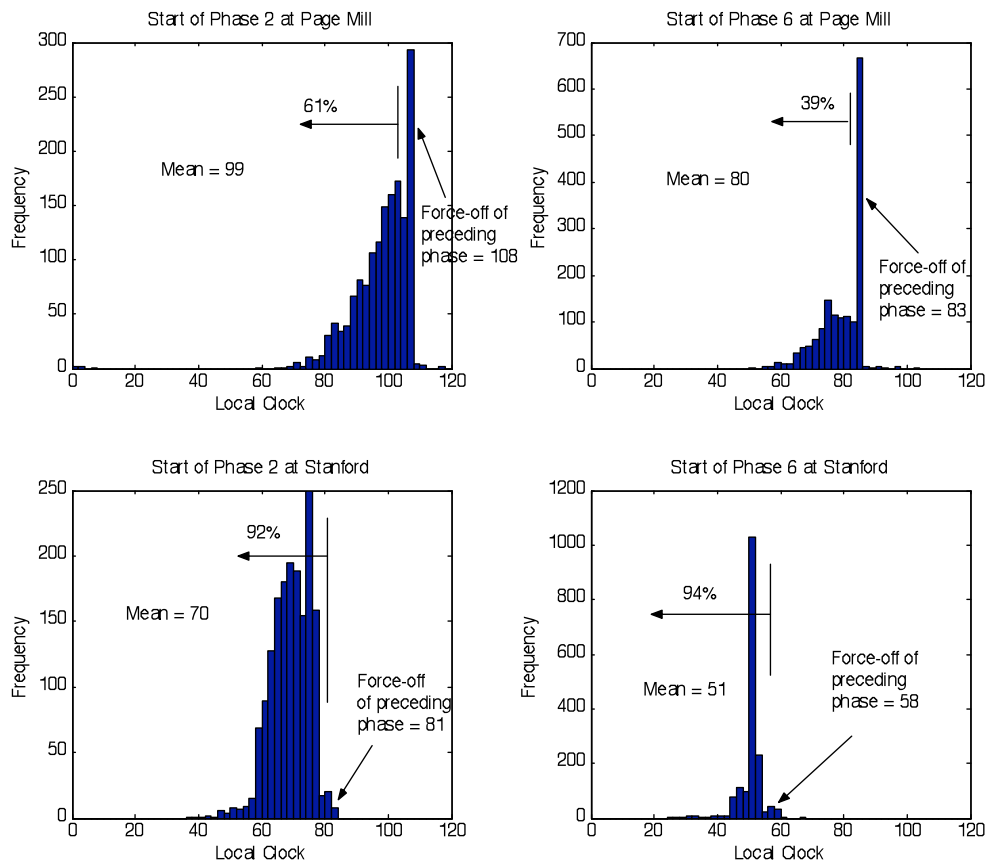 Start of Phase 2 at Page Mill
300
250
200
150
100
50
0
Frequency
61%
Mean = 99
Force-off of
preceding
phase = 108
0 20 40 60 80 100 120
Local Clock
Start of Phase 6 at Page Mill
700
600
500
400
300
200
100
0
Frequency
39%
Mean = 80
Force-off of
preceding
phase = 83
0 20 40 60 80 100 120
Local Clock
Start of Phase 2 at Stanford
250
200
150
100
50
0
Frequency
92%
Mean = 70
Force-off
of preceding
phase = 81
0 20 40 60 80 100 120
Local Clock
Start of Phase 6 at Stanford
1200
1000
800
600
400
200
0
Frequency
94%
Mean = 51
Force-off of
preceding
phase = 58
0 20 40 60 80 100 120
Local Clock